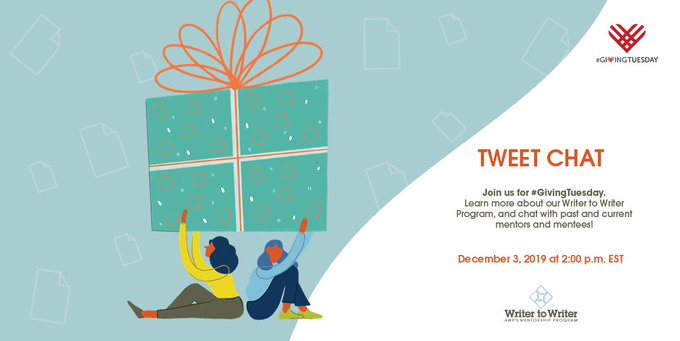 #GIVINGTUESDAY
TWEET CHAT
Join us for #GivingTuesday.
Learn more about our Writer to Writer
Program, and chat with past and current
mentors and mentees!
December 3, 2019 at 2:00 p.m. EST
Writer to Writer
AWP'S MENTORSHIP PROGRAM